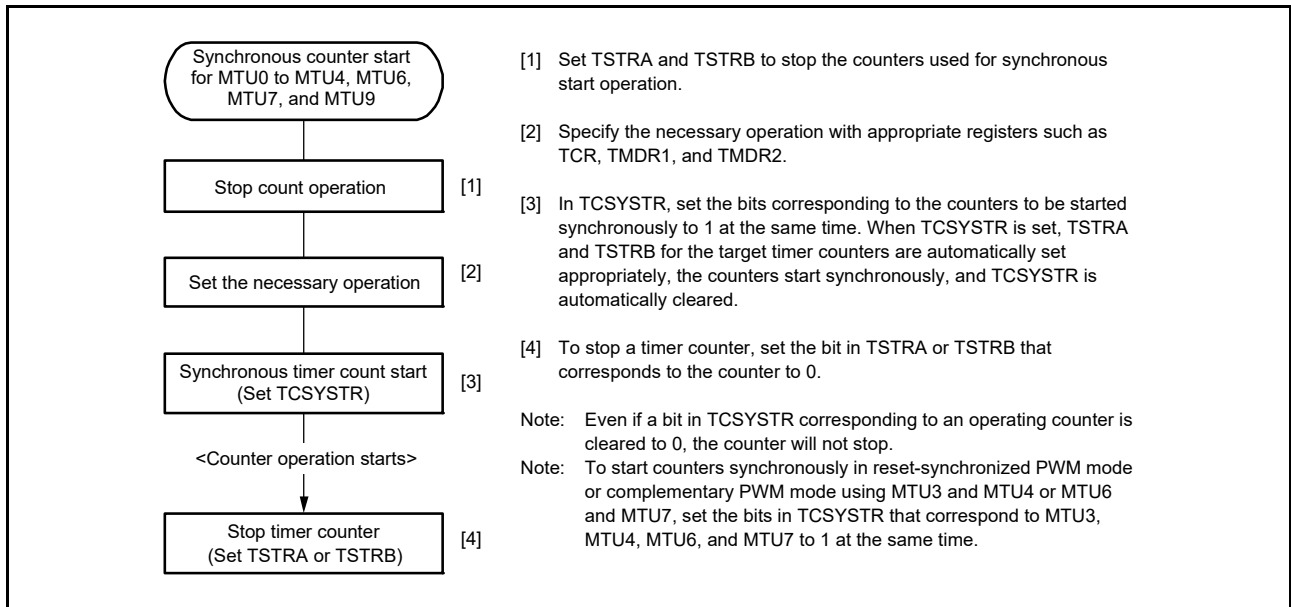 Synchronous counter start
for MTU0 to MTU4, MTU6,
MTU7, and MTU9
Stop count operation
[1]
Set the necessary operation
[2]
Synchronous timer count start
(Set TCSYSTR)
[3]
<Counter operation starts>
Stop timer counter
(Set TSTRA or TSTRB)
[4]
[1] Set TSTRA and TSTRB to stop the counters used for synchronous
start operation.
[2] Specify the necessary operation with appropriate registers such as
TCR, TMDR1, and TMDR2.
[3] In TCSYSTR, set the bits corresponding to the counters to be started
synchronously to 1 at the same time. When TCSYSTR is set, TSTRA
and TSTRB for the target timer counters are automatically set
appropriately, the counters start synchronously, and TCSYSTR is
automatically cleared.
[4] To stop a timer counter, set the bit in TSTRA or TSTRB that
corresponds to the counter to 0.
Note: Even if a bit in TCSYSTR corresponding to an operating counter is
cleared to 0, the counter will not stop.
Note: To start counters synchronously in reset-synchronized PWM mode
or complementary PWM mode using MTU3 and MTU4 or MTU6
and MTU7, set the bits in TCSYSTR that correspond to MTU3,
MTU4, MTU6, and MTU7 to 1 at the same time.